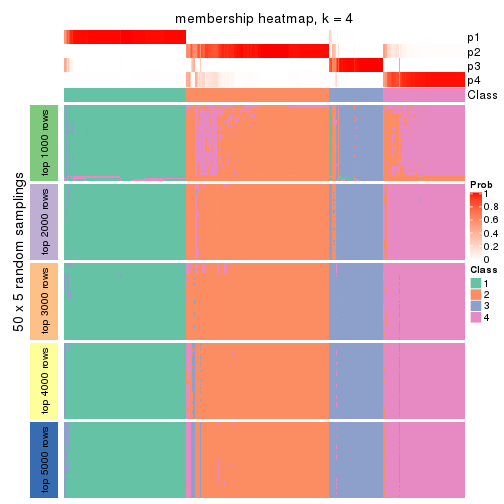 membership heatmap, k = 4
p1
p2
p3
p4
Class
50 x 5 random samplings
top 1000 rows
top 2000 rows
top 3000 rows
top 4000 rows
top 5000 rows
Prob
1
0.8
0.6
0.4
0.2
0
Class
1
2
3
4